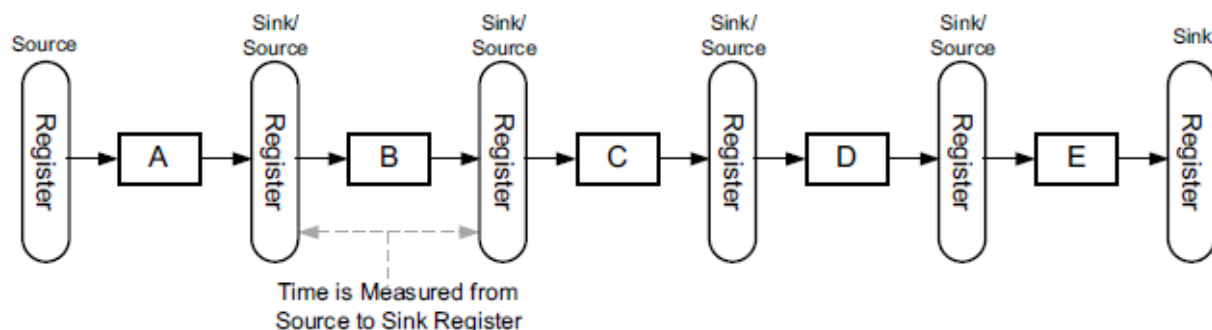 Source
Sink/
Source
Sink/
Source
Sink/
Source
Sink/
Source
Sink
Register
A
Register
B
Register
C
Register
D
Register
E
Register
Time is Measured from
Source to Sink Register